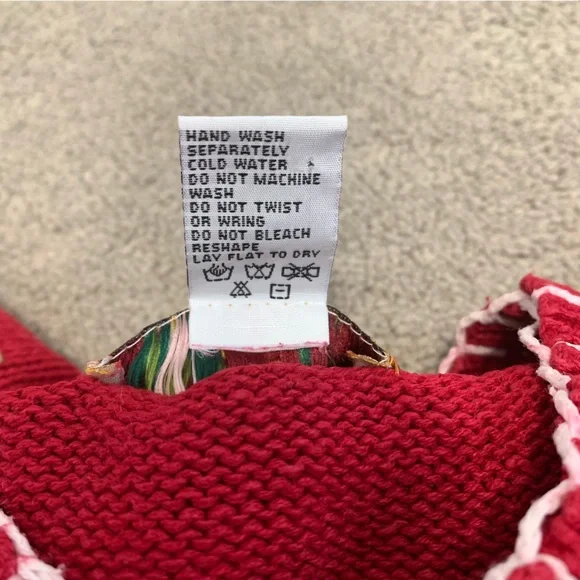 HAND WASH
SEPARATELY
COLD WATER
DO NOT MACHINE
WASH
DO NOT TWIST
OR WRING
DO NOT BLEACH
RESHAPE
LAY FLAT TO DRY